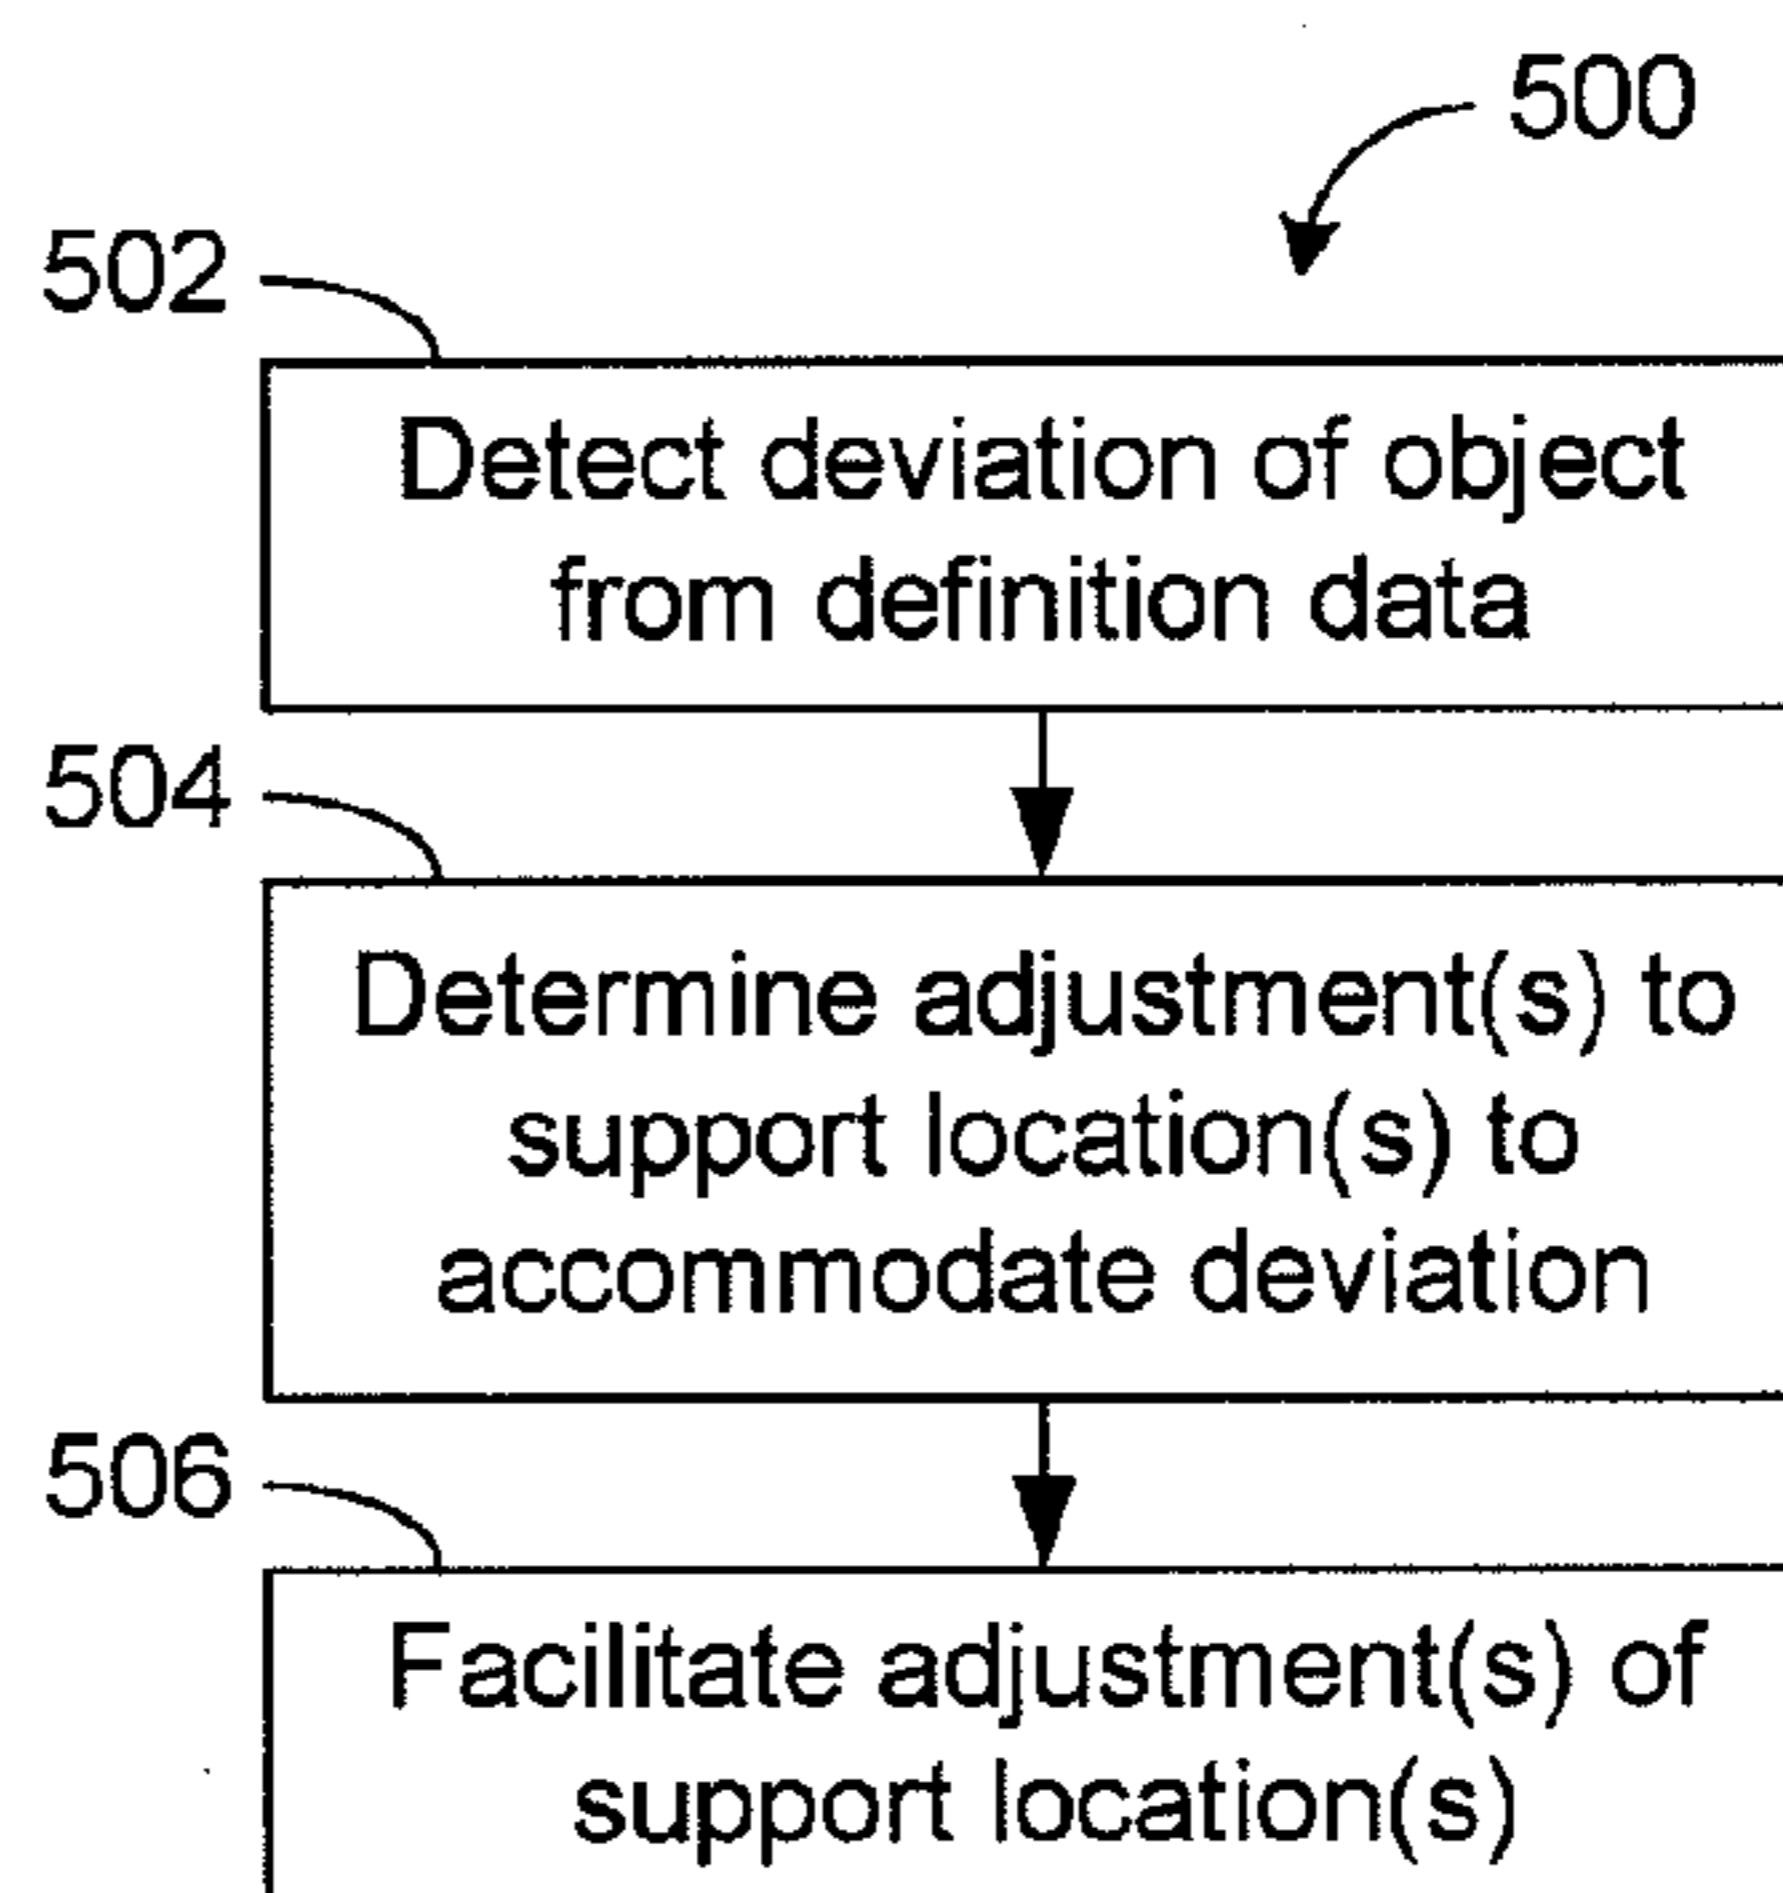 500
502
Detect deviation of object
from definition data
504
Determine adjustment(s) to
support location(s) to
accommodate deviation
506
Facilitate adjustment(s) of
support location(s)